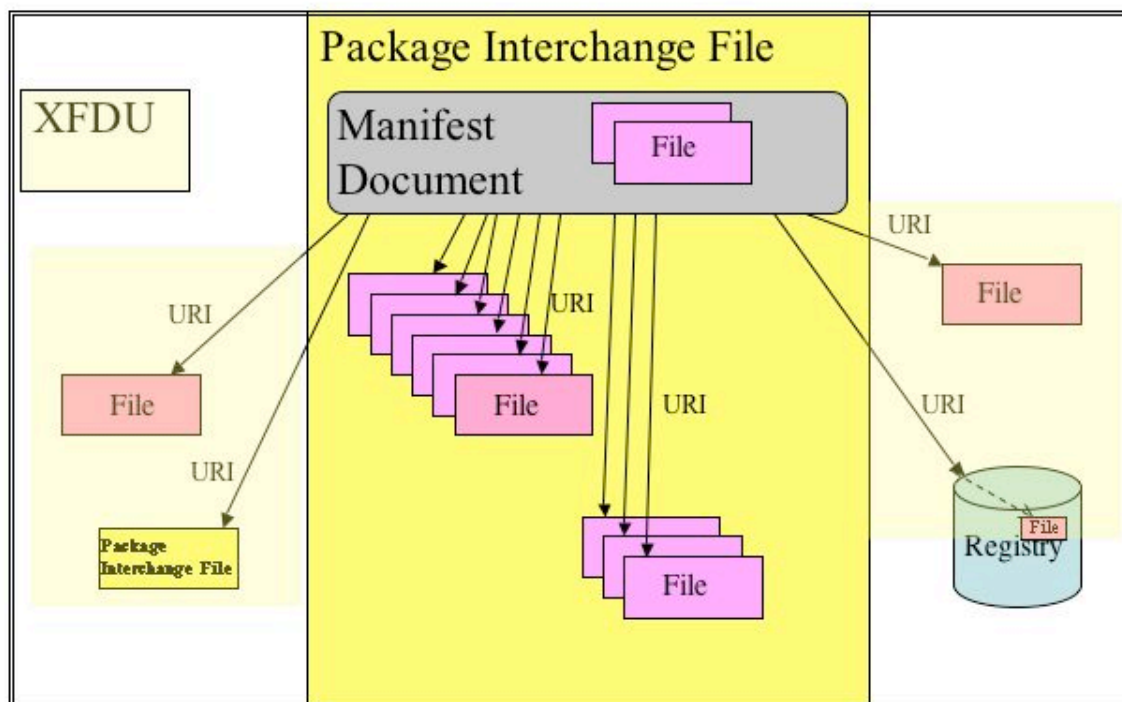 Package Interchange File
XFDU
Manifest
Document
File
URI
File
URI
URI
File
URI
File
URI
URI
Package
Interchange File
File
Registry
File